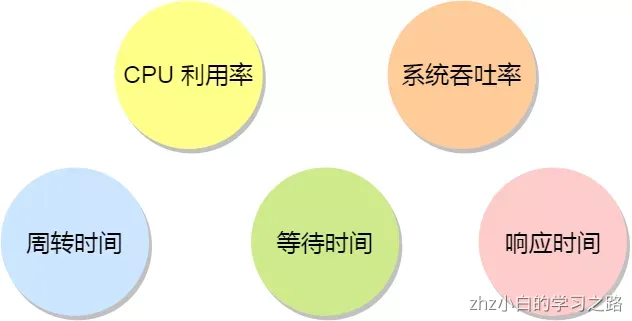 CPU 利用率
系统吞吐率
周转时间
等待时间
响应时间
zhz小白的学习之路